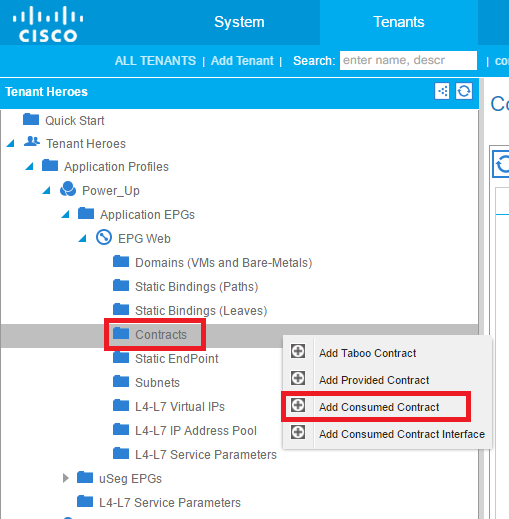 CISCO
System
Tenants
ALL TENANTS | Add Tenant | Search: enter name, descr | co
Tenant Heroes
Co
Quick Start
Tenant Heroes
Application Profiles
Power_Up
Application EPGs
EPG Web
Domains (VMs and Bare-Metals)
Static Bindings (Paths)
Static Bindings (Leaves)
Contracts
Static EndPoint
Subnets
L4-L7 Virtual IPs
L4-L7 IP Address Pool
L4-L7 Service Parameters
uSeg EPGs
L4-L7 Service Parameters
Add Taboo Contract
Add Provided Contract
Add Consumed Contract
Add Consumed Contract Interface